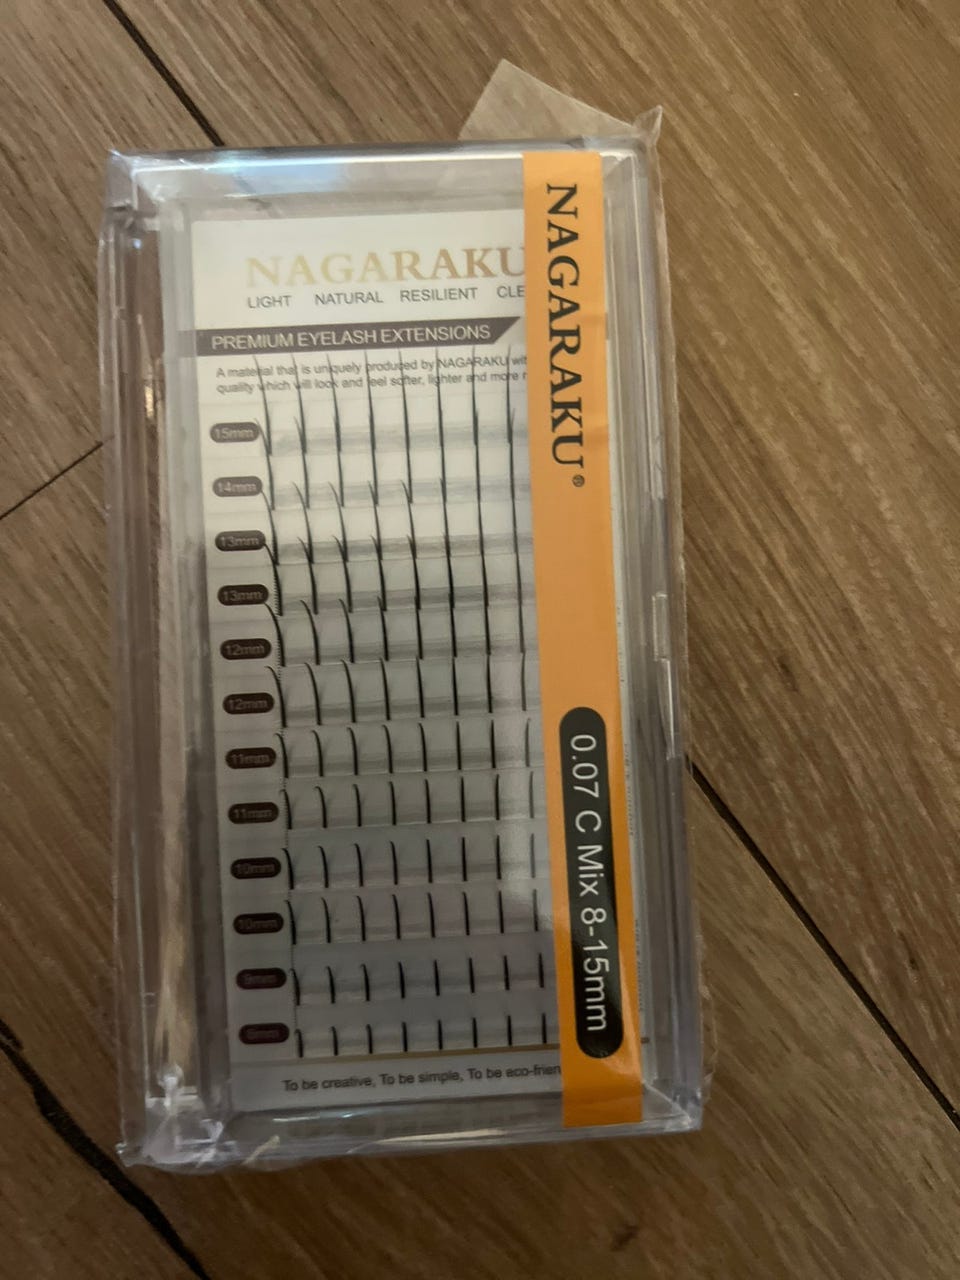 NAGARAKU
LIGHT NATURAL RESILIENT CLE
PREMIUM EYELASH EXTENSIONS
A material that is uniquely produced by NAGARAKU wit
quality which will look and feel softer, lighter and more n
15mm
14mm
13mm
13mm
12mm
12mm
11mm
11mm
10mm
10mm
9mm
To be creative, To be simple, To be eco-frien
NAGARAKU®
0.07 C Mix 8-15mm